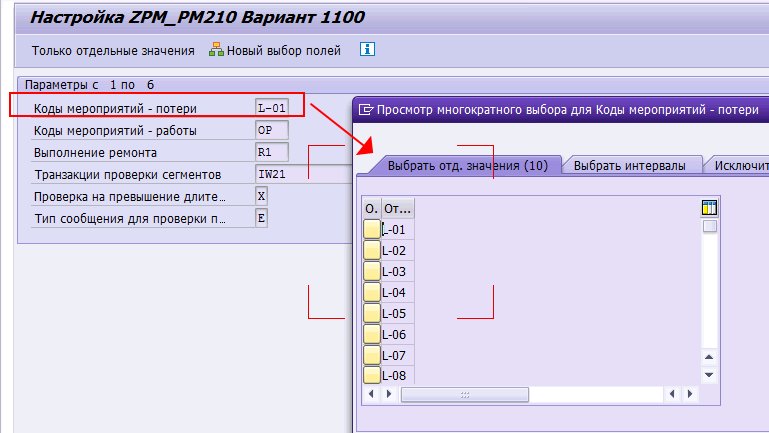 Настройка ZPM_PM210 Вариант 1100
Только отдельные значения Новый выбор полей
Параметры с 1 по 6
Коды мероприятий - потери L-01
Коды мероприятий - работы OP
Выполнение ремонта R1
Транзакции проверки сегментов IW21
Проверка на превышение длите… X
Тип сообщения для проверки п… E
Просмотр многократного выбора для Коды мероприятий - потери
Выбрать отд. значения (10) Выбрать интервалы Исключит
О. От…
L-01
L-02
L-03
L-04
L-05
L-06
L-07
L-08